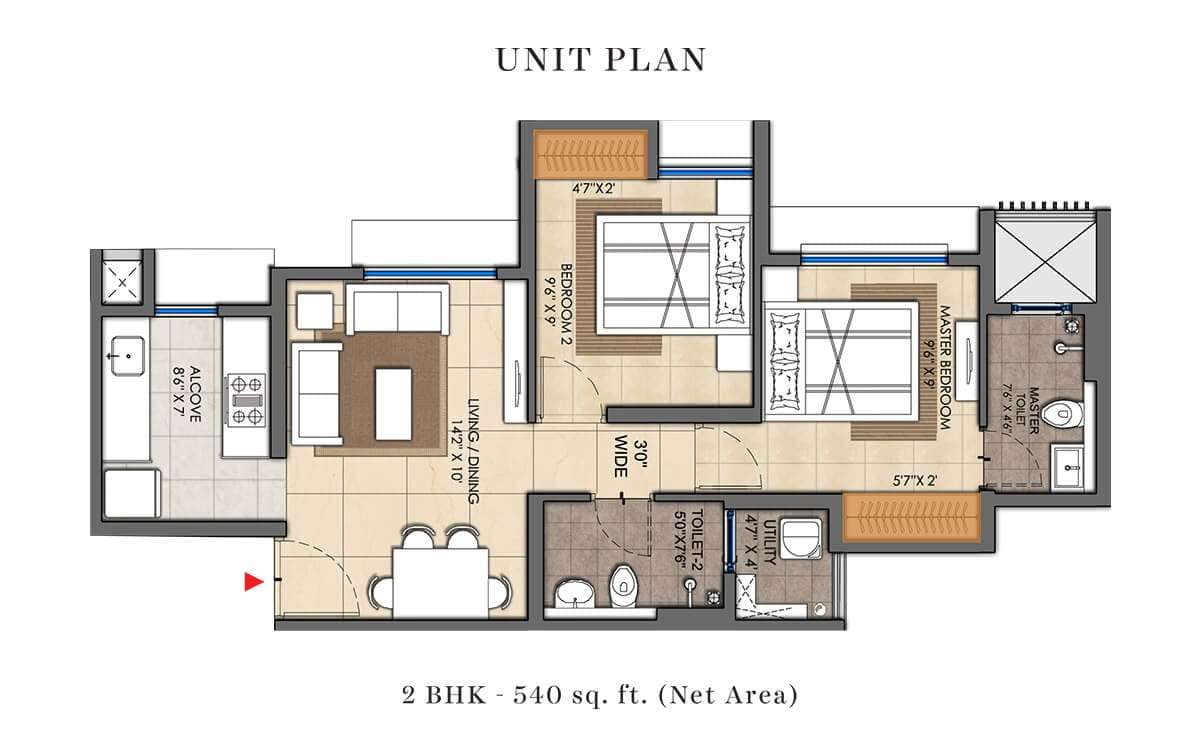 UNIT PLAN
4'7"X2'
BEDROOM 2
9'6" X 9'
MASTER BEDROOM
9'6" X 9'
MASTER
TOILET
7'6" X 4'6"
ALCOVE
8'6" X 7'
LIVING / DINING
14'2" X 10'
3'0"
WIDE
5'7"X 2'
TOILET-2
5'0"X7'6"
UTILITY
4'7" X 4'
2 BHK - 540 sq. ft. (Net Area)